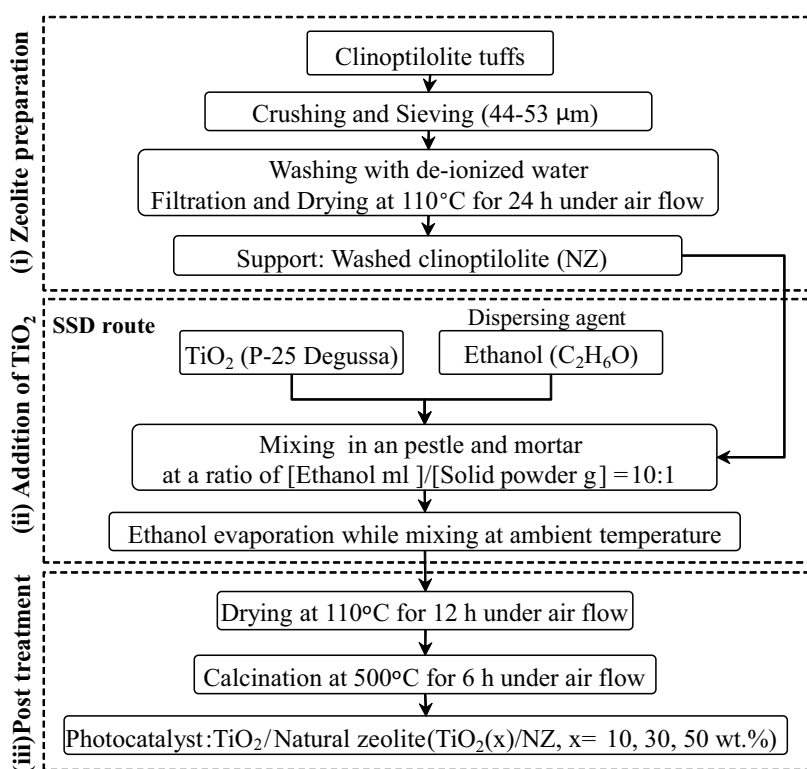 (i) Zeolite preparation
Clinoptilolite tuffs
Crushing and Sieving (44-53 μm)
Washing with de-ionized water
Filtration and Drying at 110°C for 24 h under air flow
Support: Washed clinoptilolite (NZ)
(ii) Addition of TiO₂
SSD route
Dispersing agent
TiO₂ (P-25 Degussa)
Ethanol (C₂H₆O)
Mixing in an pestle and mortar
at a ratio of [Ethanol ml ]/[Solid powder g] =10:1
Ethanol evaporation while mixing at ambient temperature
(iii)Post treatment
Drying at 110°C for 12 h under air flow
Calcination at 500°C for 6 h under air flow
Photocatalyst:TiO₂/Natural zeolite(TiO₂(x)/NZ, x= 10, 30, 50 wt.%)